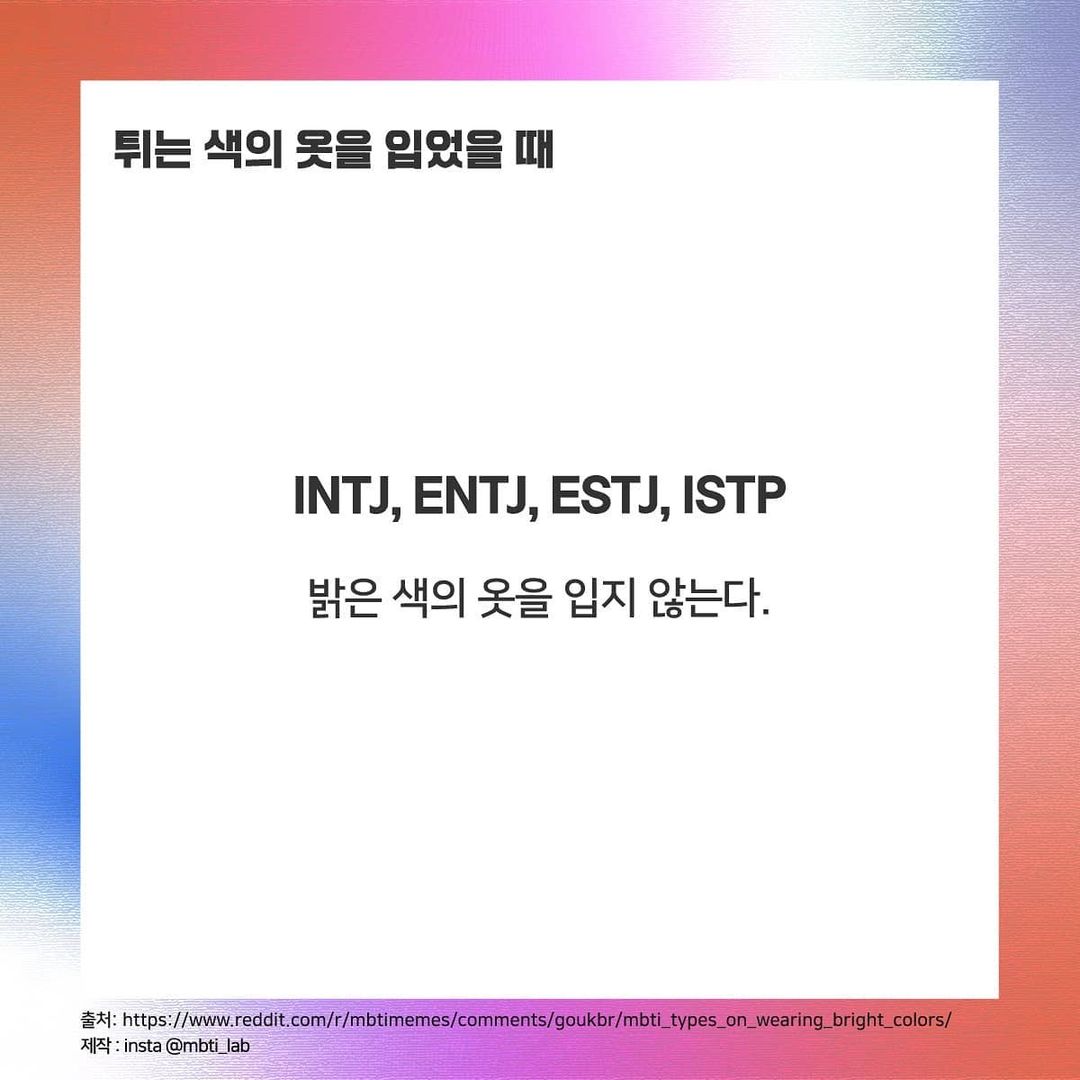 튀는 색의 옷을 입었을 때
INTJ, ENTJ, ESTJ, ISTP
밝은 색의 옷을 입지 않는다.
출처: https://www.reddit.com/r/mbtimemes/comments/goukbr/mbti_types_on_wearing_bright_colors/
제작 : insta @mbti_lab